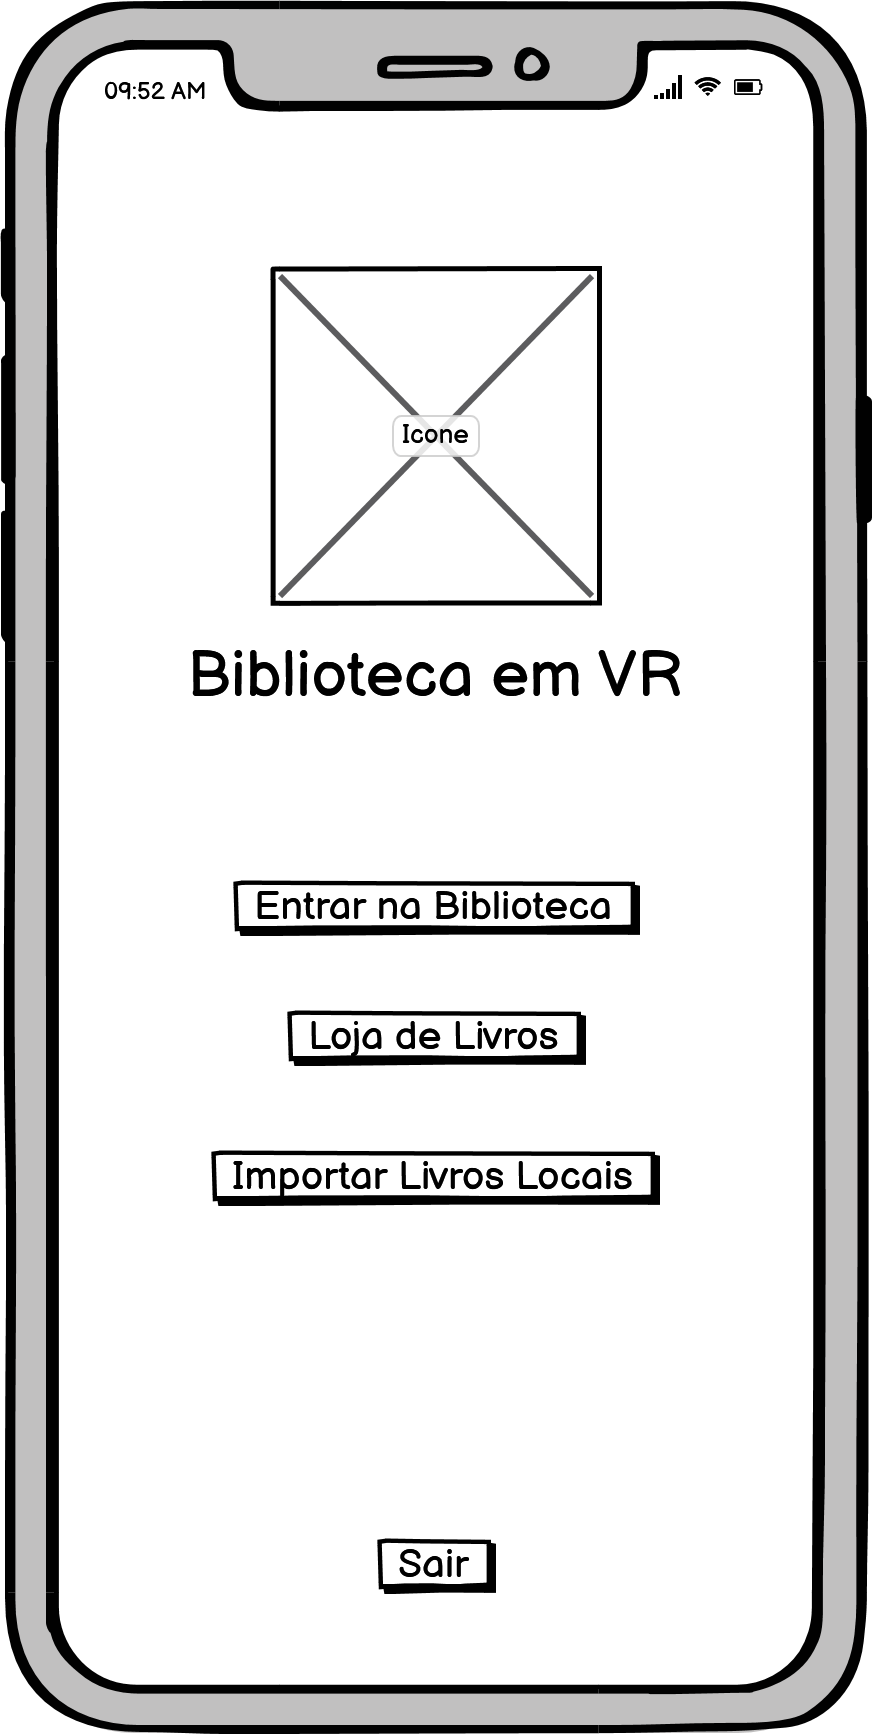 09:52 AM
Icone
Biblioteca em VR
Entrar na Biblioteca
Loja de Livros
Importar Livros Locais
Sair